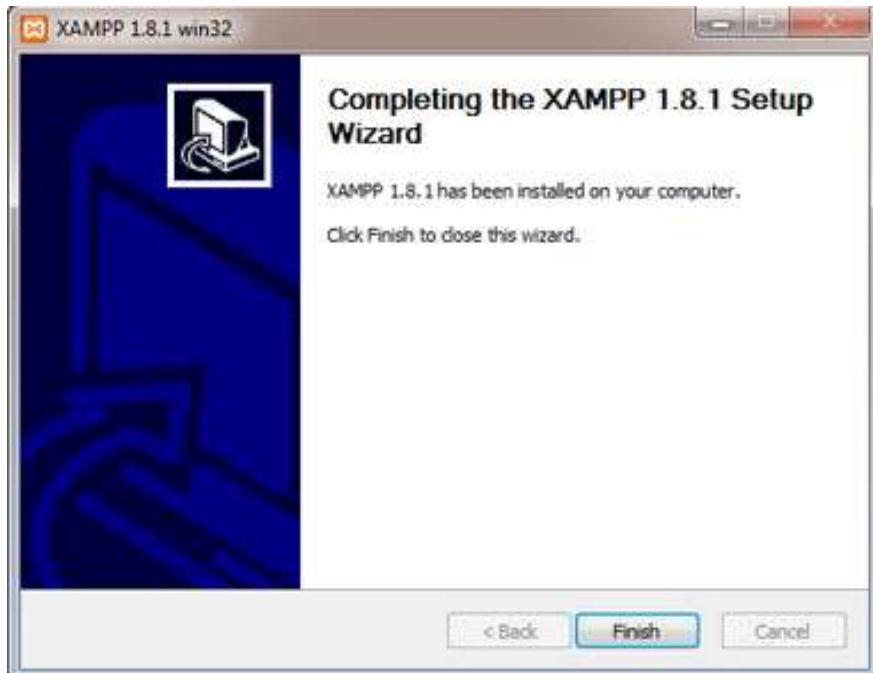 XAMPP 1.8.1 win32
Completing the XAMPP 1.8.1 Setup
Wizard
XAMPP 1.8.1 has been installed on your computer.
Click Finish to close this wizard.
< Back Finish Cancel